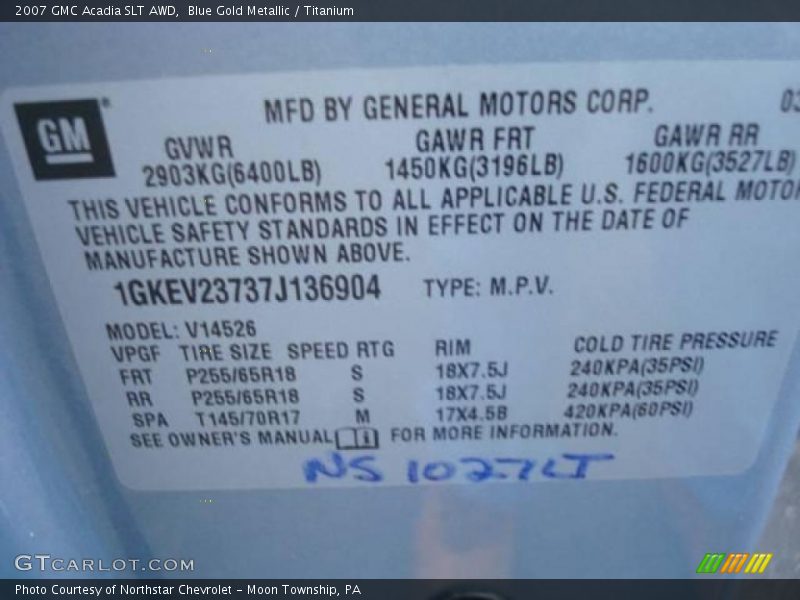 2007 GMC Acadia SLT AWD, Blue Gold Metallic / Titanium
GM
MFD BY GENERAL MOTORS CORP. 03
GVWR GAWR FRT GAWR RR
2903KG(6400LB) 1450KG(3196LB) 1600KG(3527LB)
THIS VEHICLE CONFORMS TO ALL APPLICABLE U.S. FEDERAL MOTOR
VEHICLE SAFETY STANDARDS IN EFFECT ON THE DATE OF
MANUFACTURE SHOWN ABOVE.
1GKEV23737J136904 TYPE: M.P.V.
MODEL: V14526
VPGF TIRE SIZE SPEED RTG RIM COLD TIRE PRESSURE
FRT P255/65R18 S 18X7.5J 240KPA(35PSI)
RR P255/65R18 S 18X7.5J 240KPA(35PSI)
SPA T145/70R17 M 17X4.5B 420KPA(60PSI)
SEE OWNER'S MANUAL FOR MORE INFORMATION.
NS 1027LT
GTCARLOT.COM
Photo Courtesy of Northstar Chevrolet - Moon Township, PA